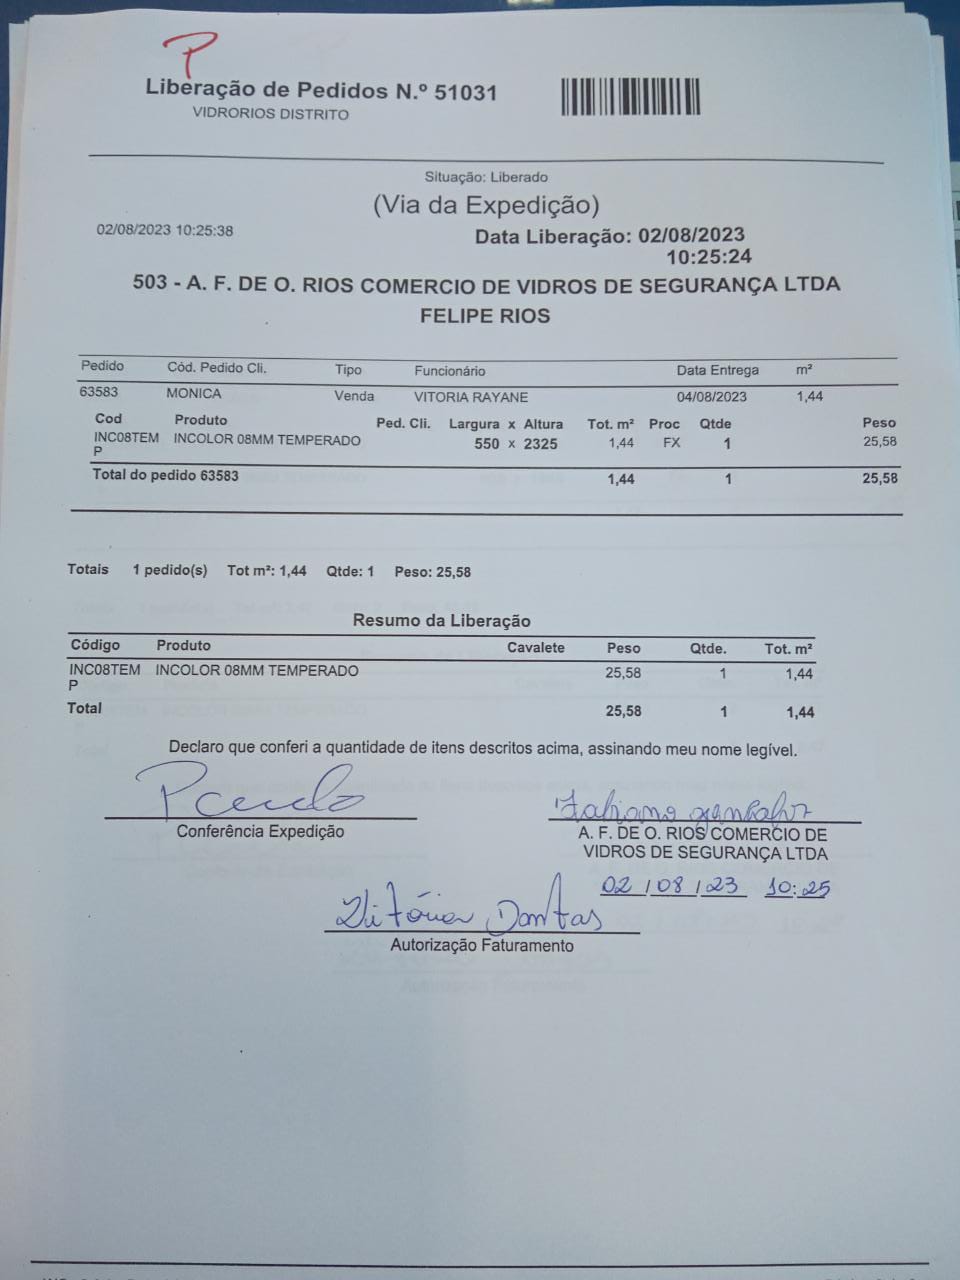 P
Liberação de Pedidos N.º 51031
VIDRORIOS DISTRITO
Situação: Liberado
(Via da Expedição)
02/08/2023 10:25:38
Data Liberação: 02/08/2023
10:25:24
503 - A. F. DE O. RIOS COMERCIO DE VIDROS DE SEGURANÇA LTDA
FELIPE RIOS
Pedido Cód. Pedido Cli. Tipo Funcionário Data Entrega m²
63583 MONICA Venda VITORIA RAYANE 04/08/2023 1,44
Cod Produto Ped. Cli. Largura x Altura Tot. m² Proc Qtde Peso
INC08TEM INCOLOR 08MM TEMPERADO 550 x 2325 1,44 FX 1 25,58
P
Total do pedido 63583 1,44 1 25,58
Totais 1 pedido(s) Tot m²: 1,44 Qtde: 1 Peso: 25,58
Resumo da Liberação
Código Produto Cavalete Peso Qtde. Tot. m²
INC08TEM INCOLOR 08MM TEMPERADO 25,58 1 1,44
P
Total 25,58 1 1,44
Declaro que conferi a quantidade de itens descritos acima, assinando meu nome legível.
Fabiano
Conferência Expedição
A. F. DE O. RIOS COMERCIO DE
VIDROS DE SEGURANÇA LTDA
02/08/23 10:25
Vitória Dantas
Autorização Faturamento